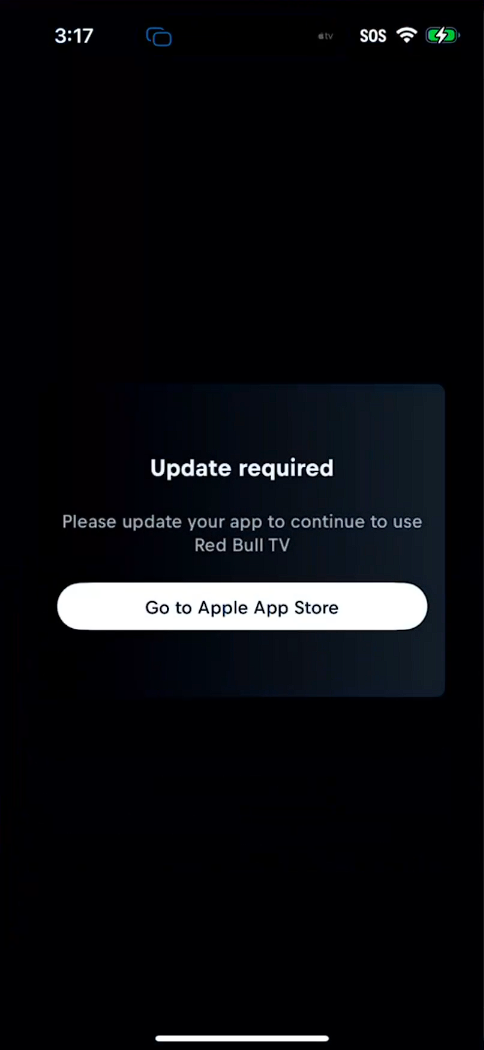 3:17
tv
SOS
Update required
Please update your app to continue to use
Red Bull TV
Go to Apple App Store